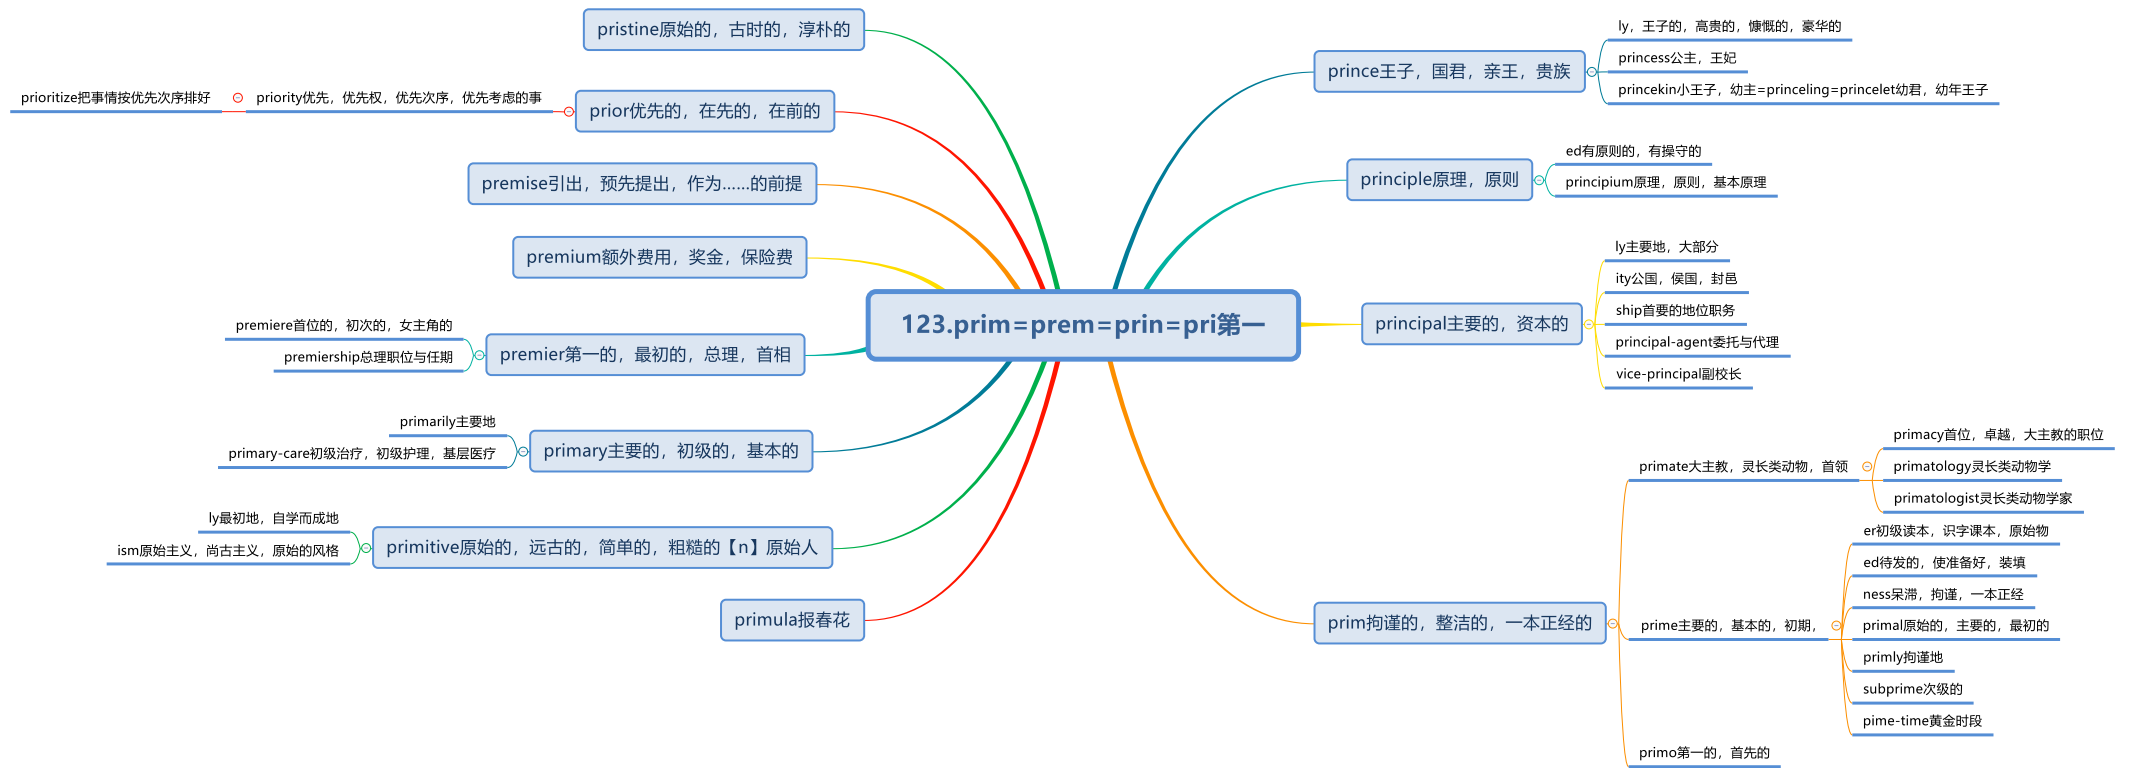 123.prim=prem=prin=pri第一
prince王子，国君，亲王，贵族
ly，王子的，高贵的，慷慨的，豪华的
princess公主，王妃
princekin小王子，幼主=princeling=princelet幼君，幼年王子
principle原理，原则
ed有原则的，有操守的
principium原理，原则，基本原理
principal主要的，资本的
ly主要地，大部分
ity公国，侯国，封邑
ship首要的地位职务
principal-agent委托与代理
vice-principal副校长
prim拘谨的，整洁的，一本正经的
primate大主教，灵长类动物，首领
primacy首位，卓越，大主教的职位
primatology灵长类动物学
primatologist灵长类动物学家
prime主要的，基本的，初期，
er初级读本，识字课本，原始物
ed待发的，使准备好，装填
ness呆滞，拘谨，一本正经
primal原始的，主要的，最初的
primly拘谨地
subprime次级的
pime-time黄金时段
primo第一的，首先的
pristine原始的，古时的，淳朴的
prior优先的，在先的，在前的
priority优先，优先权，优先次序，优先考虑的事
prioritize把事情按优先次序排好
premise引出，预先提出，作为……的前提
premium额外费用，奖金，保险费
premier第一的，最初的，总理，首相
premiere首位的，初次的，女主角的
premiership总理职位与任期
primary主要的，初级的，基本的
primarily主要地
primary-care初级治疗，初级护理，基层医疗
primitive原始的，远古的，简单的，粗糙的【n】原始人
ly最初地，自学而成地
ism原始主义，尚古主义，原始的风格
primula报春花